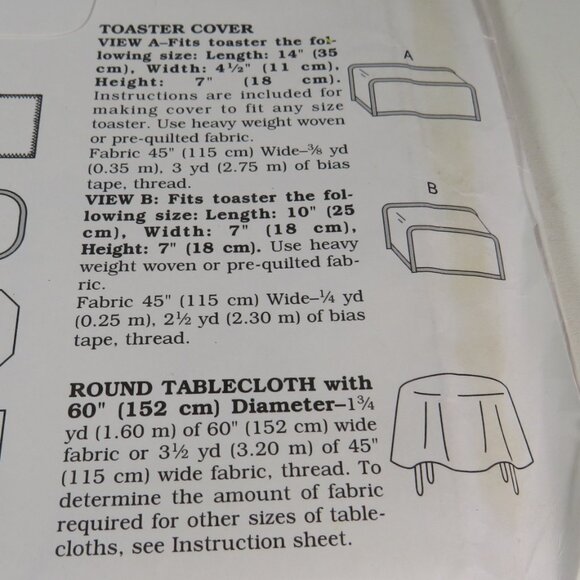 TOASTER COVER
VIEW A–Fits toaster the fol-
lowing size: Length: 14" (35
cm), Width: 4½" (11 cm),
Height: 7" (18 cm).
Instructions are included for
making cover to fit any size
toaster. Use heavy weight woven
or pre-quilted fabric.
Fabric 45" (115 cm) Wide–⅜ yd
(0.35 m), 3 yd (2.75 m) of bias
tape, thread.
A
VIEW B: Fits toaster the fol-
lowing size: Length: 10" (25
cm), Width: 7" (18 cm),
Height: 7" (18 cm). Use heavy
weight woven or pre-quilted fab-
ric.
Fabric 45" (115 cm) Wide–¼ yd
(0.25 m), 2½ yd (2.30 m) of bias
tape, thread.
B
ROUND TABLECLOTH with
60" (152 cm) Diameter–1¾
yd (1.60 m) of 60" (152 cm) wide
fabric or 3½ yd (3.20 m) of 45"
(115 cm) wide fabric, thread. To
determine the amount of fabric
required for other sizes of table-
cloths, see Instruction sheet.